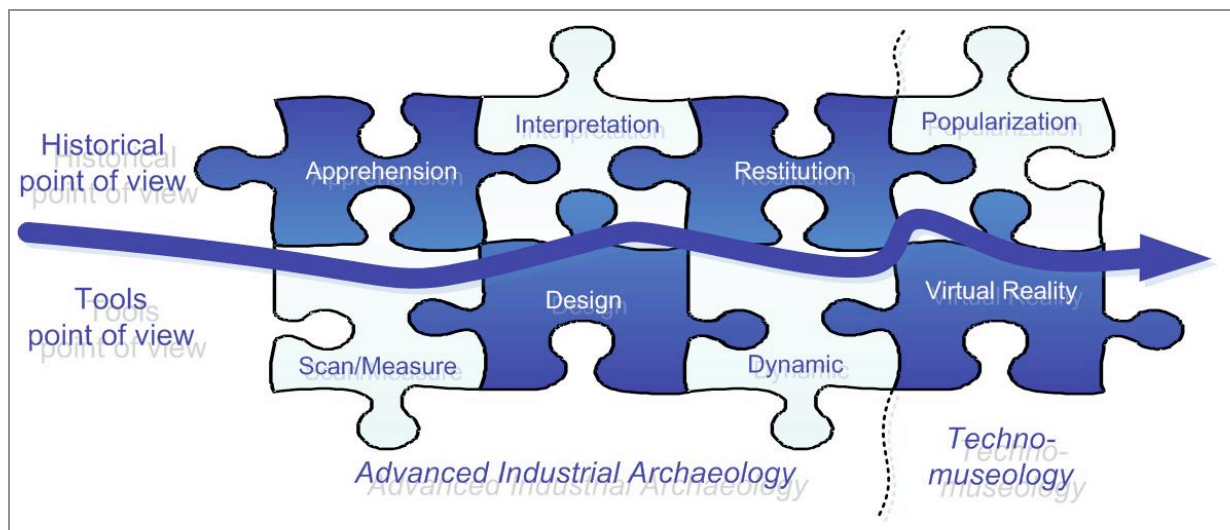 Historical
point of view
Apprehension
Interpretation
Restitution
Popularization
Tools
point of view
Scan/Measure
Design
Dynamic
Virtual Reality
Advanced Industrial Archaeology
Techno-
museology